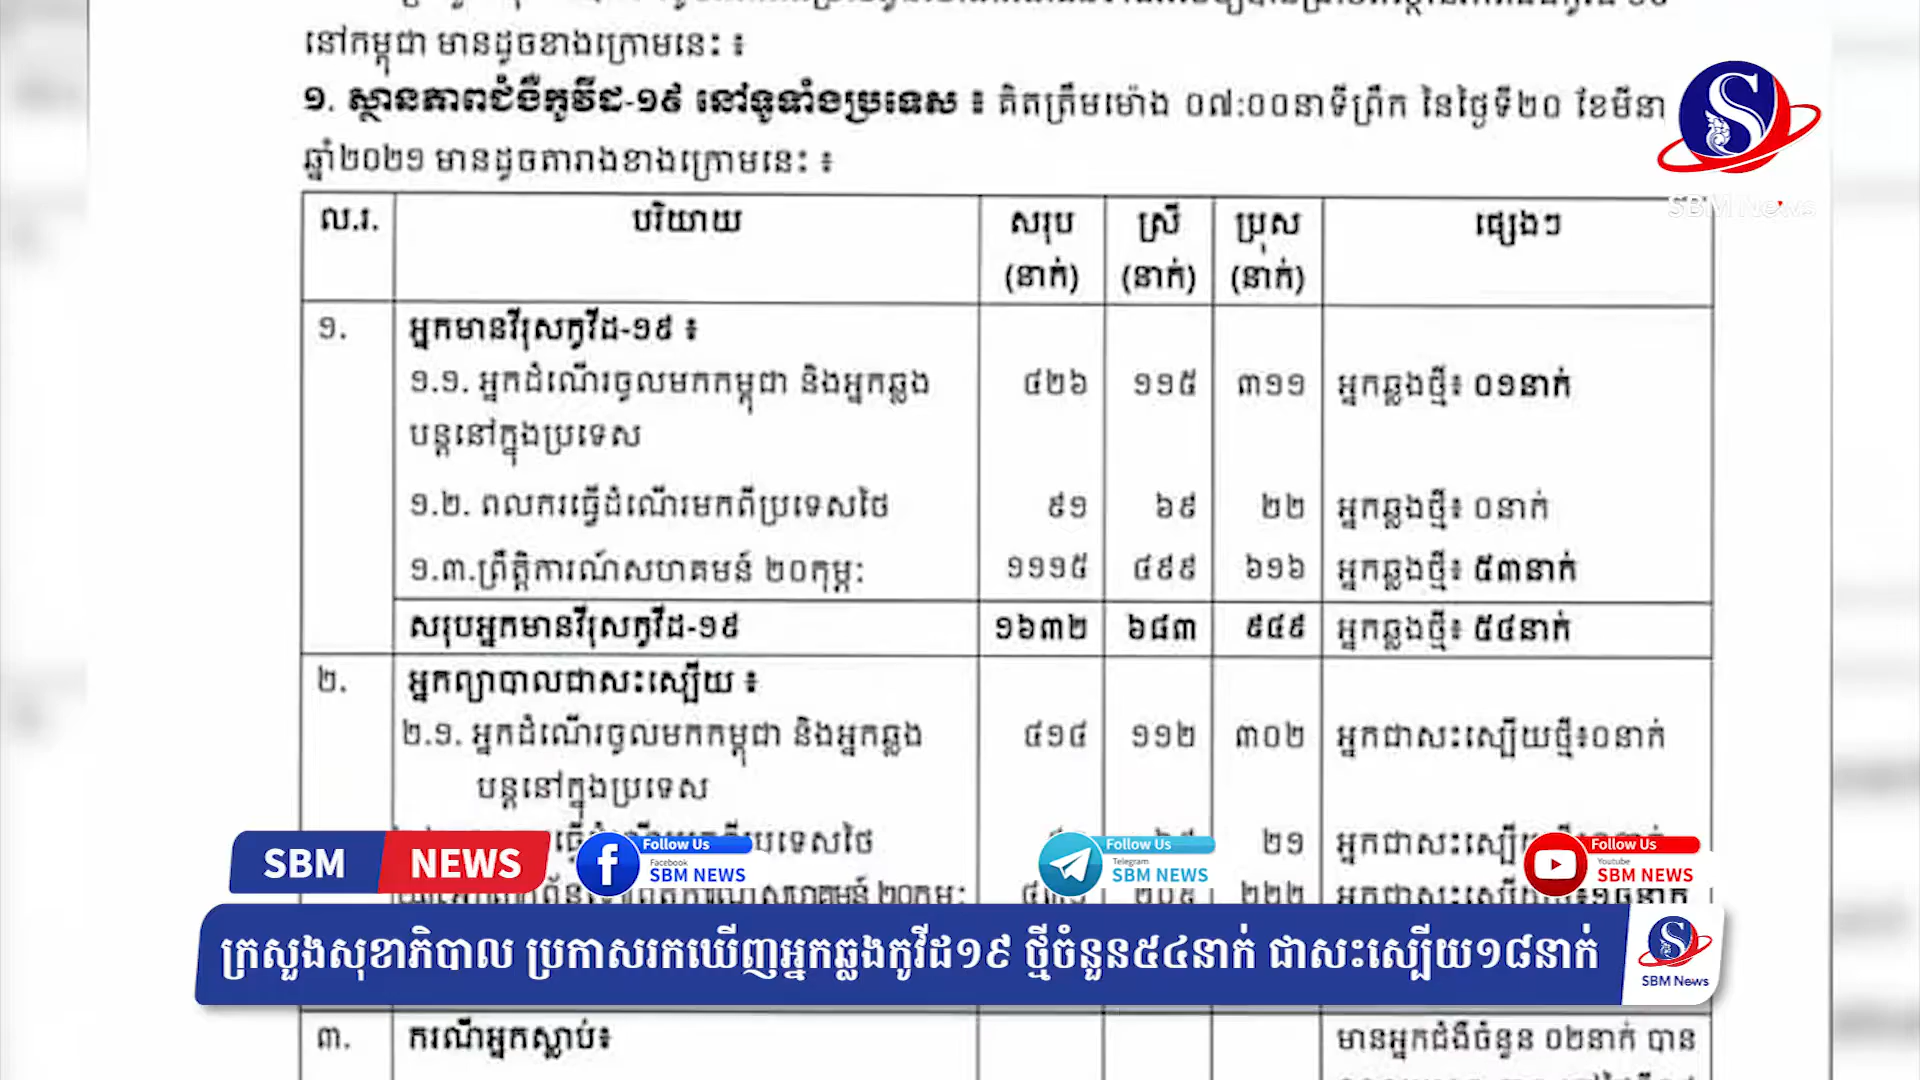 នៅកម្ពុជា មានដូចខាងក្រោមនេះ ៖
១. ស្ថានភាពជំងឺកូវីដ-១៩ នៅទូទាំងប្រទេស ៖ គិតត្រឹមម៉ោង ០៧:០០នាទីព្រឹក នៃថ្ងៃទី២០ ខែមីនា
ឆ្នាំ២០២១ មានដូចតារាងខាងក្រោមនេះ ៖
SBM News
ល.រ. បរិយាយ សរុប (នាក់) ស្រី (នាក់) ប្រុស (នាក់) ផ្សេងៗ
១. អ្នកមានវីរុសកូវីដ-១៩ ៖
១.១. អ្នកដំណើរចូលមកកម្ពុជា និងអ្នកឆ្លង ៤២៦ ១១៥ ៣១១ អ្នកឆ្លងថ្មី៖ ០១នាក់
បន្តនៅក្នុងប្រទេស
១.២. ពលករធ្វើដំណើរមកពីប្រទេសថៃ ៩១ ៦៩ ២២ អ្នកឆ្លងថ្មី៖ ០នាក់
១.៣.ព្រឹត្តិការណ៍សហគមន៍ ២០កុម្ភៈ ១១១៥ ៤៩៩ ៦១៦ អ្នកឆ្លងថ្មី៖ ៥៣នាក់
សរុបអ្នកមានវីរុសកូវីដ-១៩ ១៦៣២ ៦៨៣ ៩៤៩ អ្នកឆ្លងថ្មី៖ ៥៤នាក់
២. អ្នកព្យាបាលជាសះស្បើយ ៖
២.១. អ្នកដំណើរចូលមកកម្ពុជា និងអ្នកឆ្លង ៤១៤ ១១២ ៣០២ អ្នកជាសះស្បើយថ្មី៖០នាក់
បន្តនៅក្នុងប្រទេស
២១
២២២
SBM NEWS
Follow Us
Facebook
SBM NEWS
Follow Us
Telegram
SBM NEWS
Follow Us
Youtube
SBM NEWS
ក្រសួងសុខាភិបាល ប្រកាសរកឃើញអ្នកឆ្លងកូវីដ១៩ ថ្មីចំនួន៥៤នាក់ ជាសះស្បើយ១៨នាក់
SBM News
៣. ករណីអ្នកស្លាប់៖ មានអ្នកជំងឺចំនួន ០២នាក់ បាន